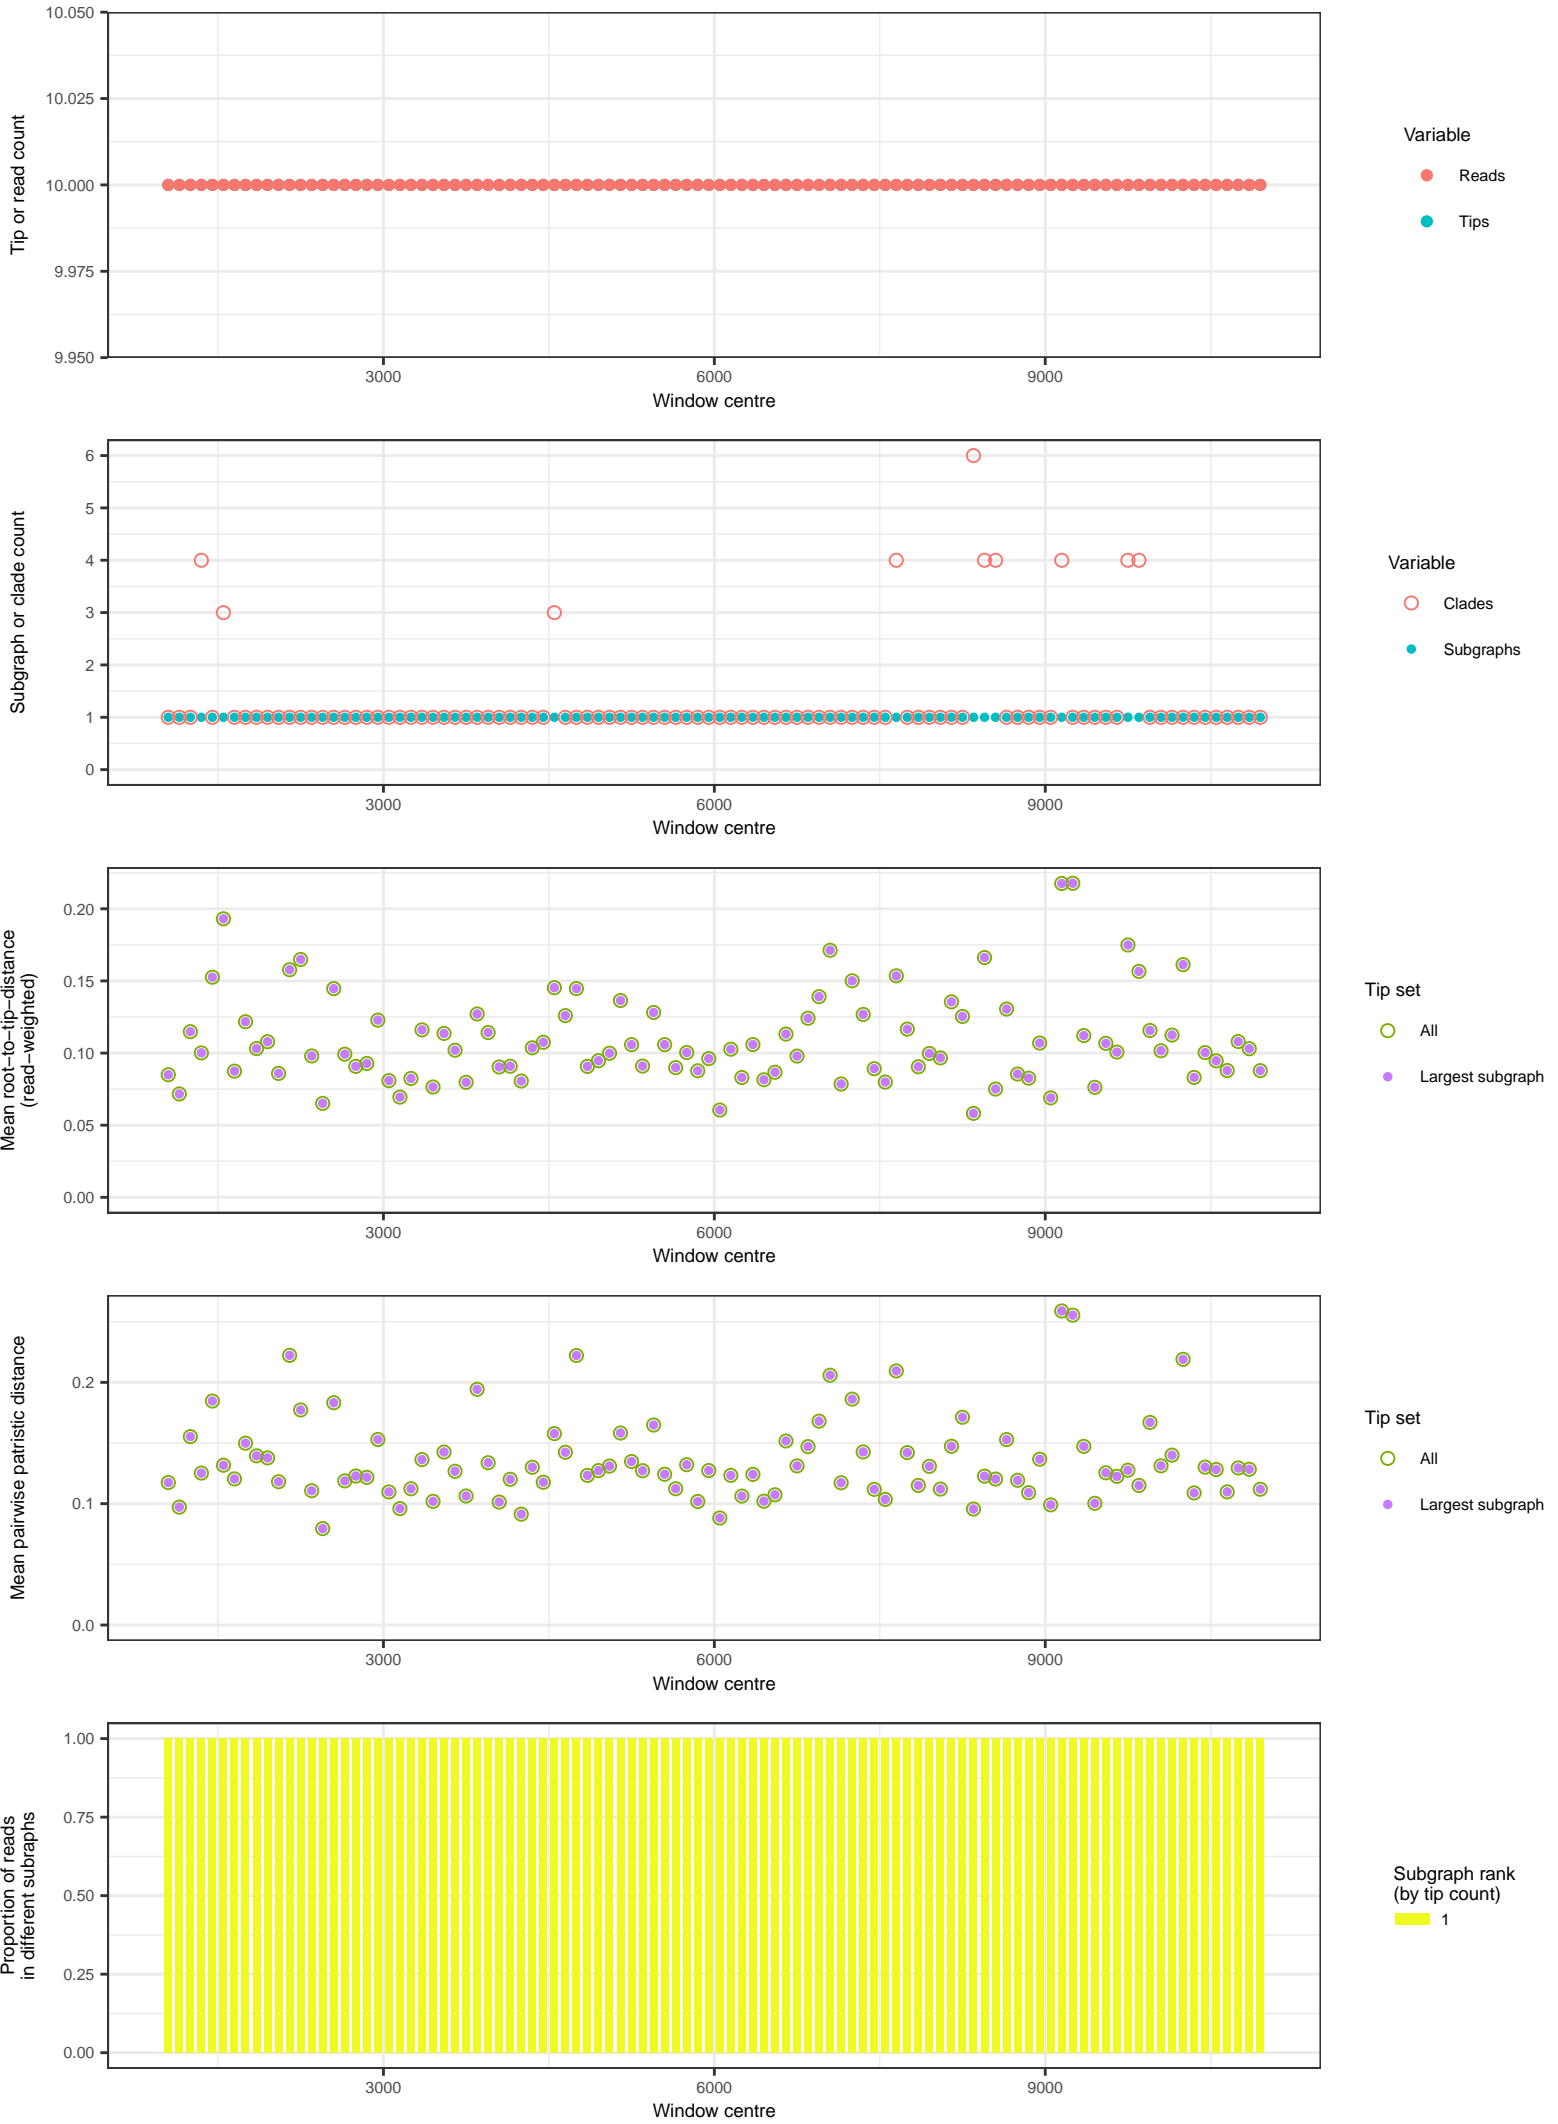 10.050
10.025
10.000
9.975
9.950
Tip or read count
3000
6000
9000
Window centre
Variable
Reads
Tips
6
5
4
3
2
1
0
Subgraph or clade count
3000
6000
9000
Window centre
Variable
Clades
Subgraphs
0.20
0.15
0.10
0.05
0.00
Mean root−to−tip−distance
(read−weighted)
3000
6000
9000
Window centre
Tip set
All
Largest subgraph
0.2
0.1
0.0
Mean pairwise patristic distance
3000
6000
9000
Window centre
Tip set
All
Largest subgraph
1.00
0.75
0.50
0.25
0.00
Proportion of reads
in different subraphs
3000
6000
9000
Window centre
Subgraph rank
(by tip count)
1